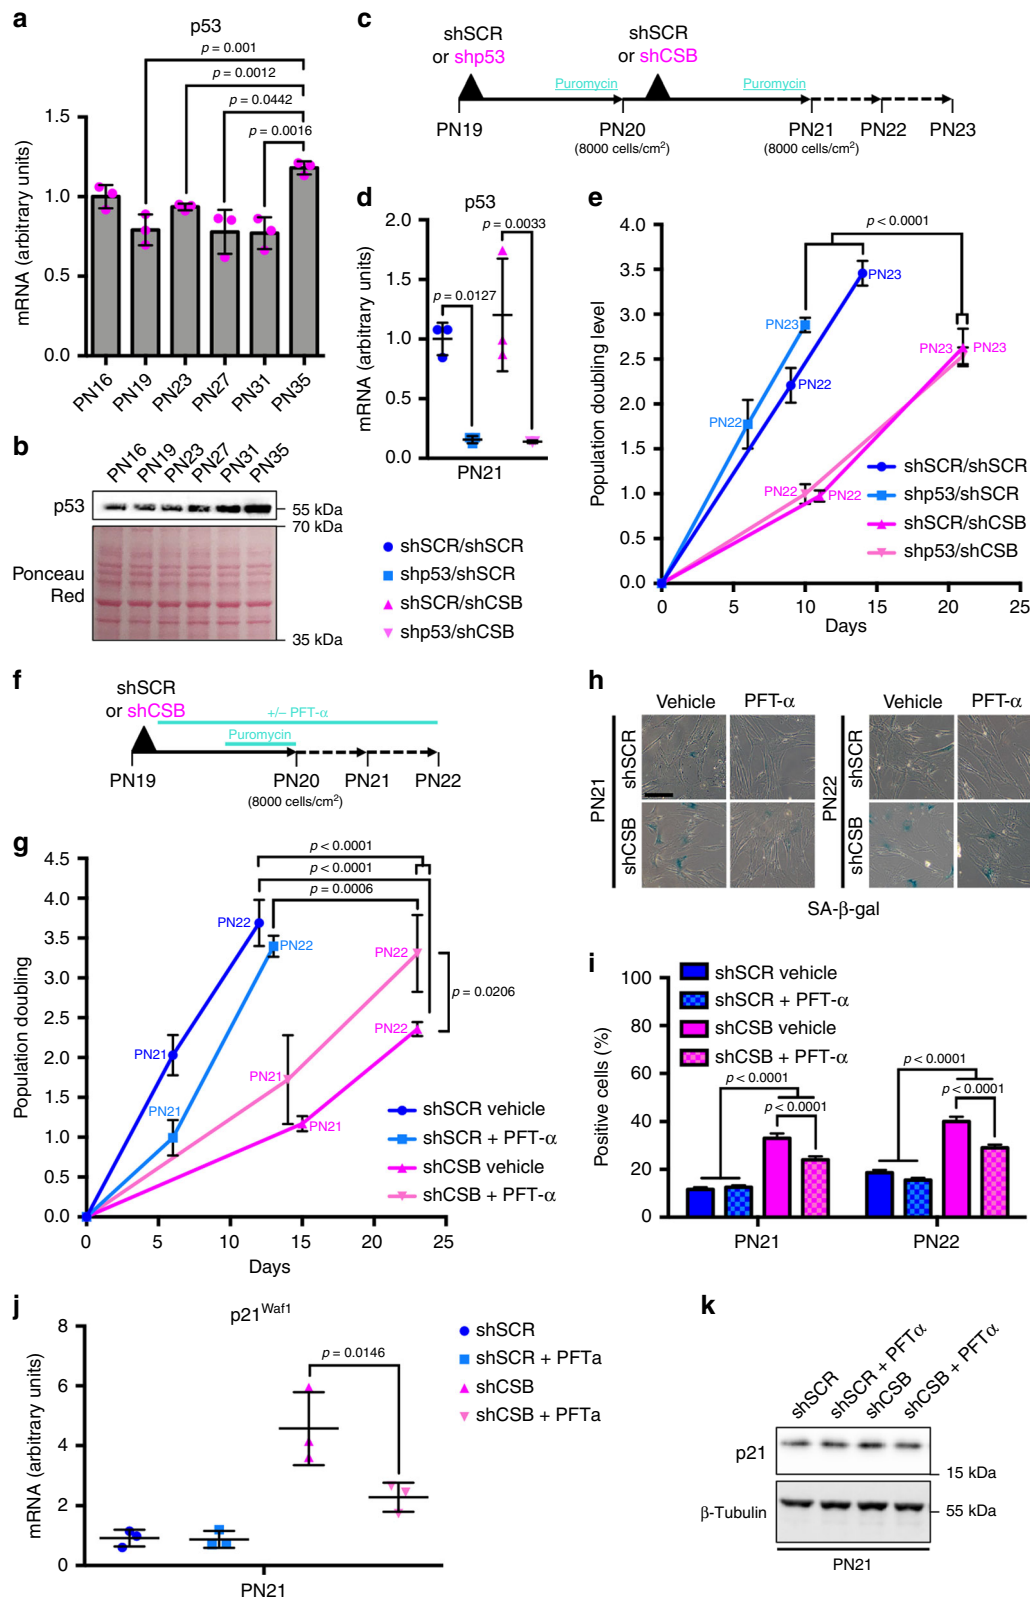 a
p53
p = 0.001
p = 0.0012
p = 0.0442
p = 0.0016
mRNA (arbitrary units)
1.5
1.0
0.5
0.0
PN16 PN19 PN23 PN27 PN31 PN35
b
PN16 PN19 PN23 PN27 PN31 PN35
p53
55 kDa
70 kDa
Ponceau
Red
35 kDa
c
shSCR
or shp53
shSCR
or shCSB
Puromycin
Puromycin
PN19 PN20 PN21 PN22 PN23
(8000 cells/cm²) (8000 cells/cm²)
d
p53
mRNA (arbitrary units)
2.0
1.5
1.0
0.5
0.0
p = 0.0033
p = 0.0127
PN21
shSCR/shSCR
shp53/shSCR
shSCR/shCSB
shp53/shCSB
e
p < 0.0001
Population doubling level
4.0
3.5
3.0
2.5
2.0
1.5
1.0
0.5
0.0
PN23
PN23
PN22
PN22
PN23 PN23
PN22 PN22
shSCR/shSCR
shp53/shSCR
shSCR/shCSB
shp53/shCSB
0 5 10 15 20 25
Days
f
shSCR
or shCSB
+/– PFT-α
Puromycin
PN19 PN20 PN21 PN22
(8000 cells/cm²)
g
Population doubling
4.5
4.0
3.5
3.0
2.5
2.0
1.5
1.0
0.5
0.0
p < 0.0001
p < 0.0001
p = 0.0006
p = 0.0206
PN22
PN22
PN22
PN22
PN21
PN21
PN21
PN21
shSCR vehicle
shSCR + PFT-α
shCSB vehicle
shCSB + PFT-α
0 5 10 15 20 25
Days
h
Vehicle PFT-α Vehicle PFT-α
PN21
shSCR
shCSB
PN22
shSCR
shCSB
SA-β-gal
i
Positive cells (%)
100
80
60
40
20
0
shSCR vehicle
shSCR + PFT-α
shCSB vehicle
shCSB + PFT-α
p < 0.0001
p < 0.0001
p < 0.0001
p < 0.0001
PN21 PN22
j
p21Waf1
mRNA (arbitrary units)
8
6
4
2
0
p = 0.0146
PN21
shSCR
shSCR + PFTa
shCSB
shCSB + PFTa
k
shSCR
shSCR + PFTα
shCSB
shCSB + PFTα
p21
15 kDa
β-Tubulin
55 kDa
PN21